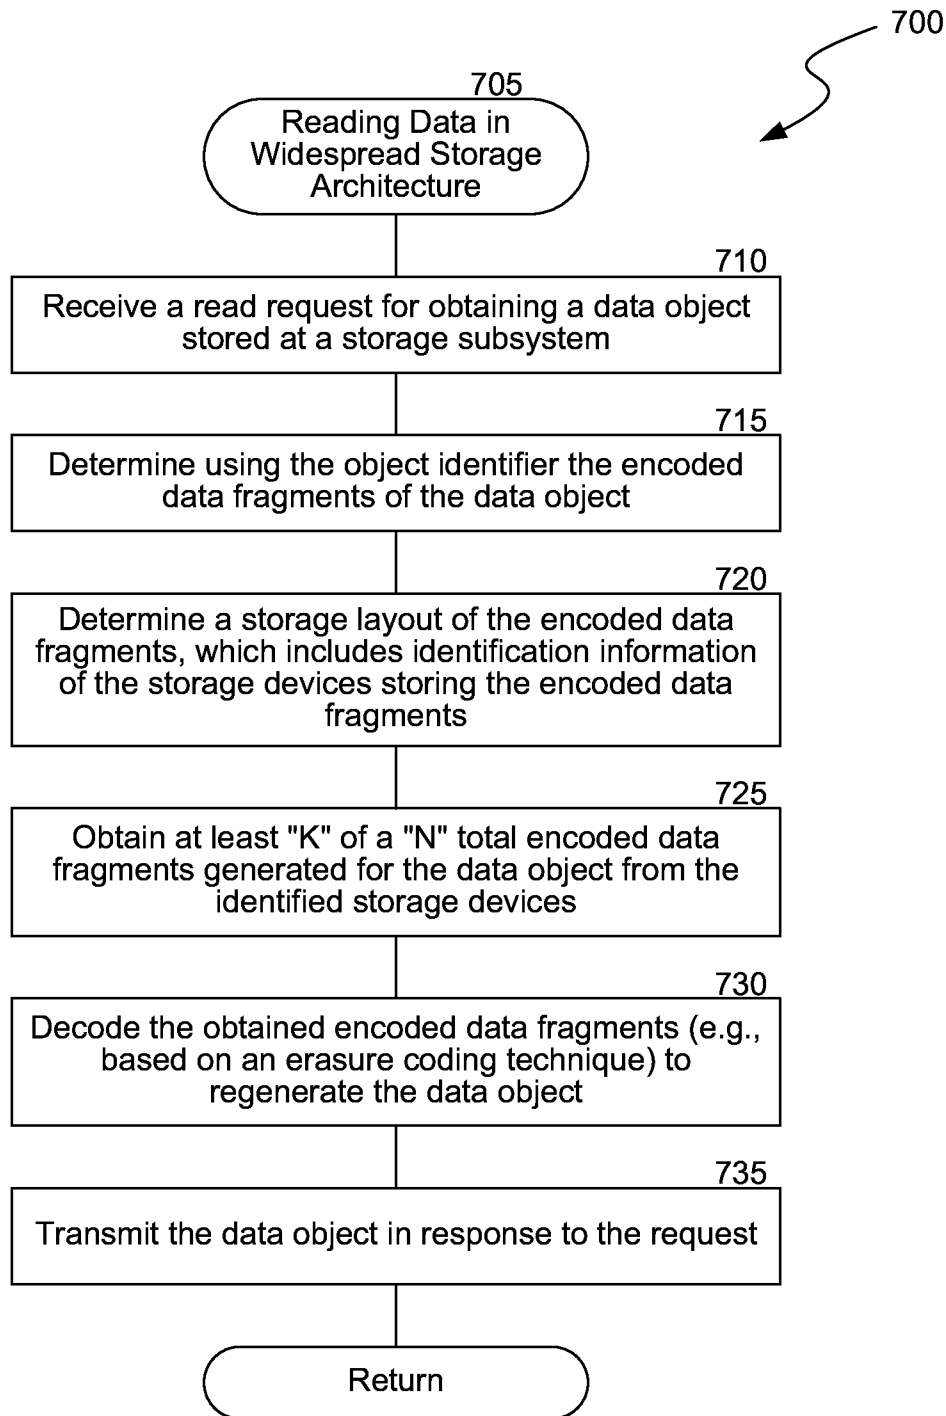 700
705
Reading Data in
Widespread Storage
Architecture
710
Receive a read request for obtaining a data object
stored at a storage subsystem
715
Determine using the object identifier the encoded
data fragments of the data object
720
Determine a storage layout of the encoded data
fragments, which includes identification information
of the storage devices storing the encoded data
fragments
725
Obtain at least "K" of a "N" total encoded data
fragments generated for the data object from the
identified storage devices
730
Decode the obtained encoded data fragments (e.g.,
based on an erasure coding technique) to
regenerate the data object
735
Transmit the data object in response to the request
Return